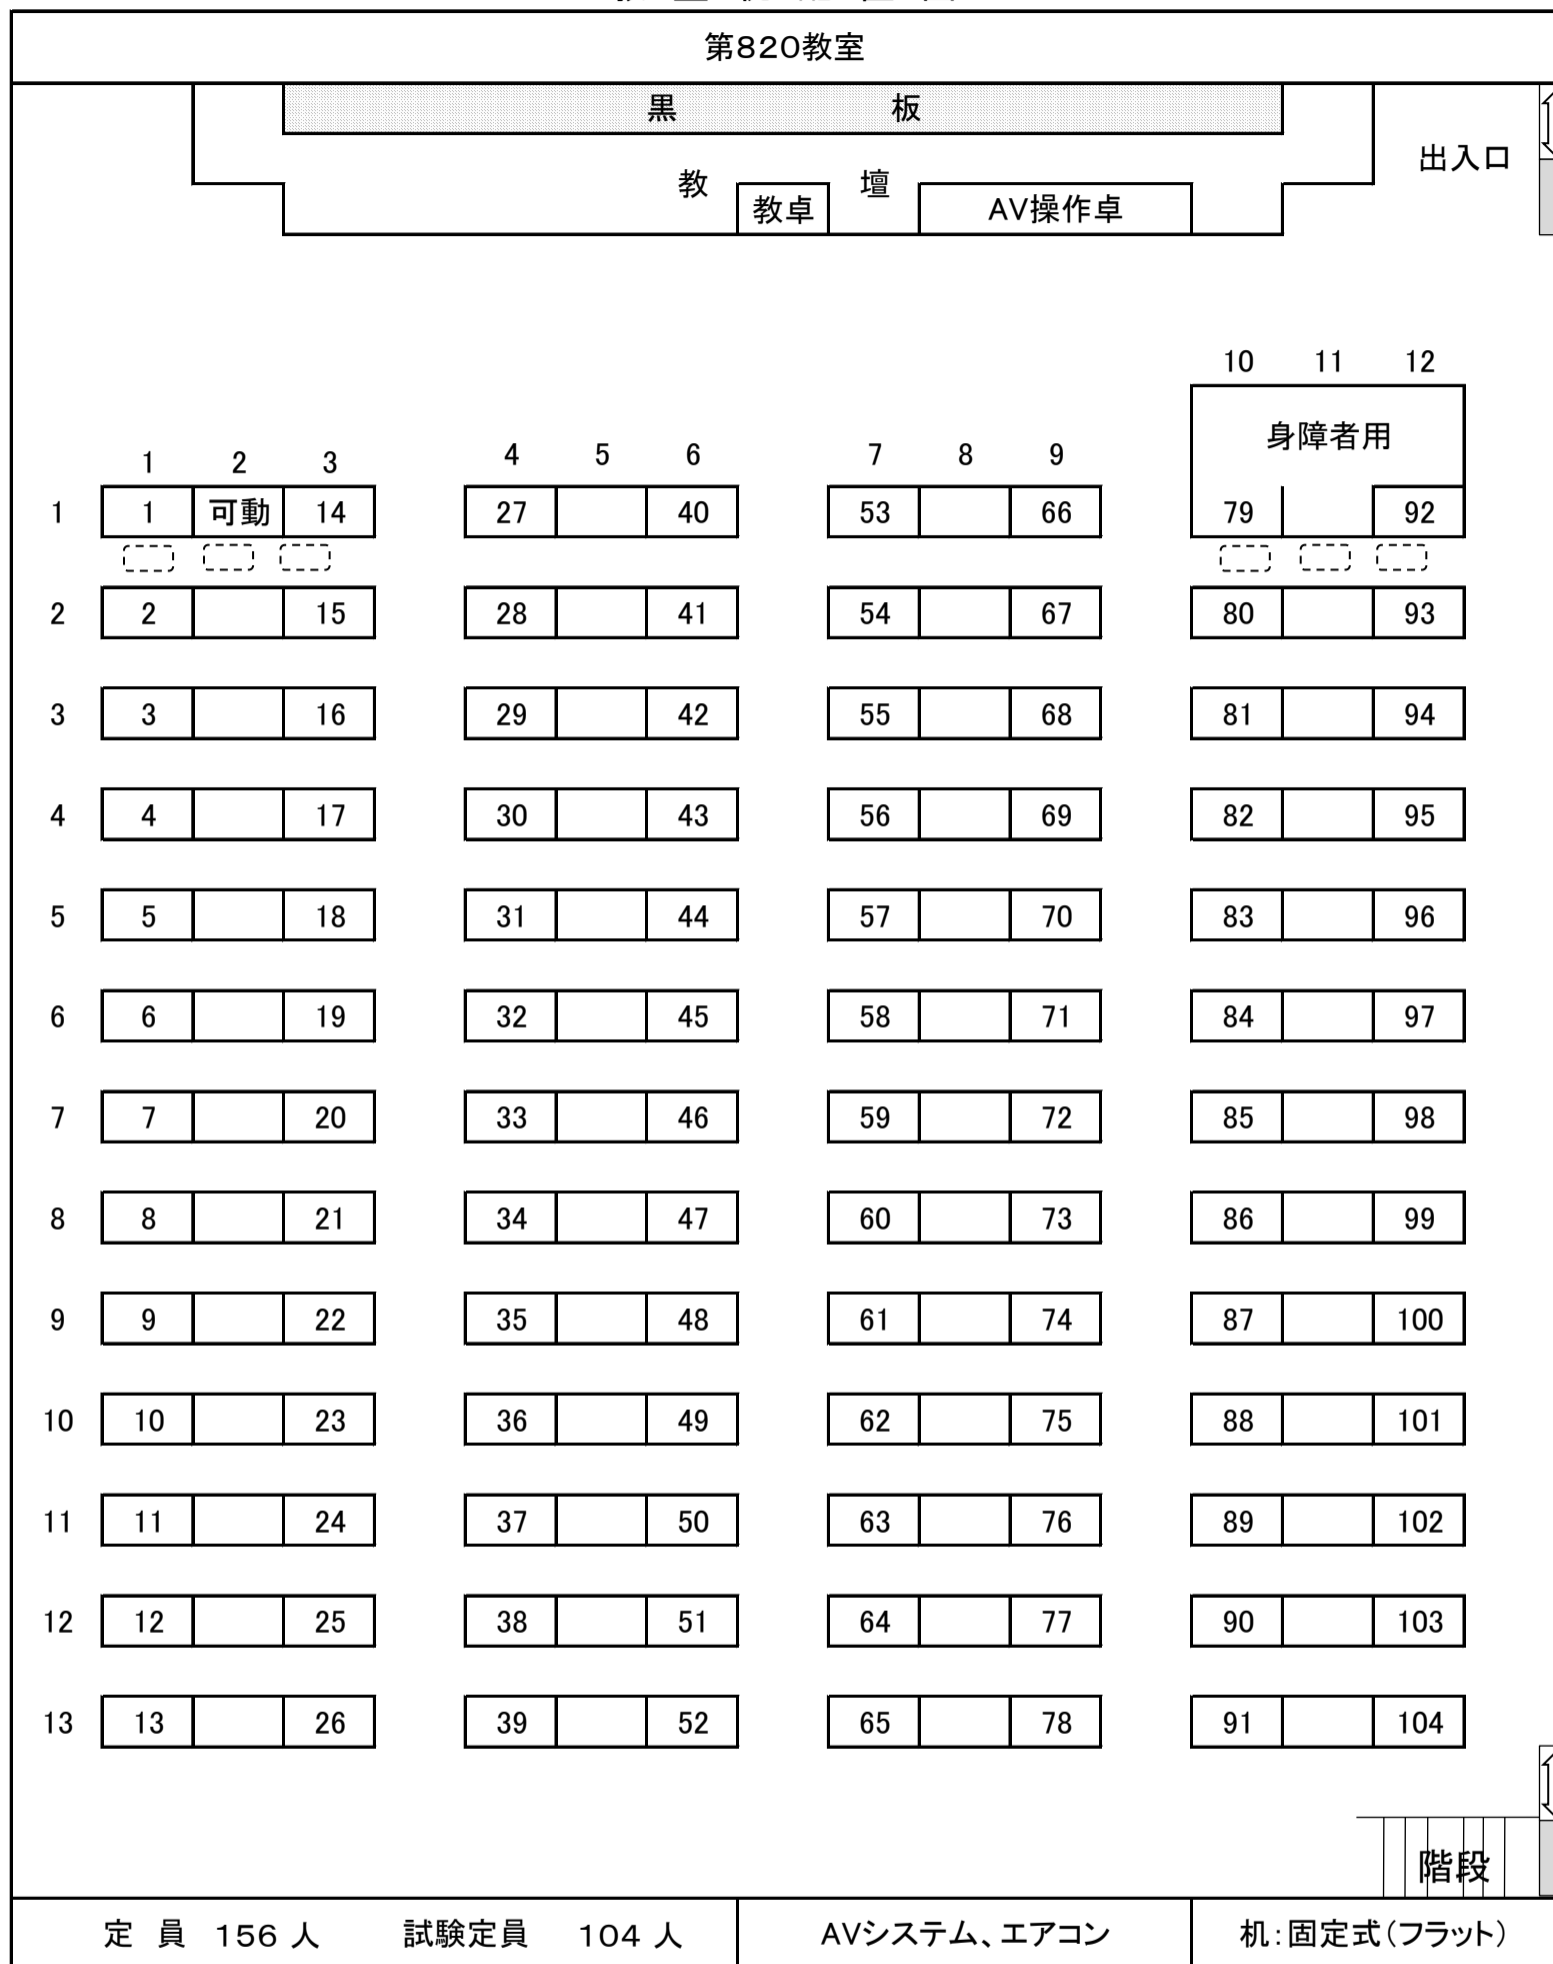 第820教室
黒 板
出入口
教 壇
教卓 AV操作卓
10 11 12
身障者用
1 2 3 4 5 6 7 8 9
1 1 可動 14 27 40 53 66 79 92
2 2 15 28 41 54 67 80 93
3 3 16 29 42 55 68 81 94
4 4 17 30 43 56 69 82 95
5 5 18 31 44 57 70 83 96
6 6 19 32 45 58 71 84 97
7 7 20 33 46 59 72 85 98
8 8 21 34 47 60 73 86 99
9 9 22 35 48 61 74 87 100
10 10 23 36 49 62 75 88 101
11 11 24 37 50 63 76 89 102
12 12 25 38 51 64 77 90 103
13 13 26 39 52 65 78 91 104
階段
定 員 156 人 試験定員 104 人 AVシステム、エアコン 机：固定式（フラット）